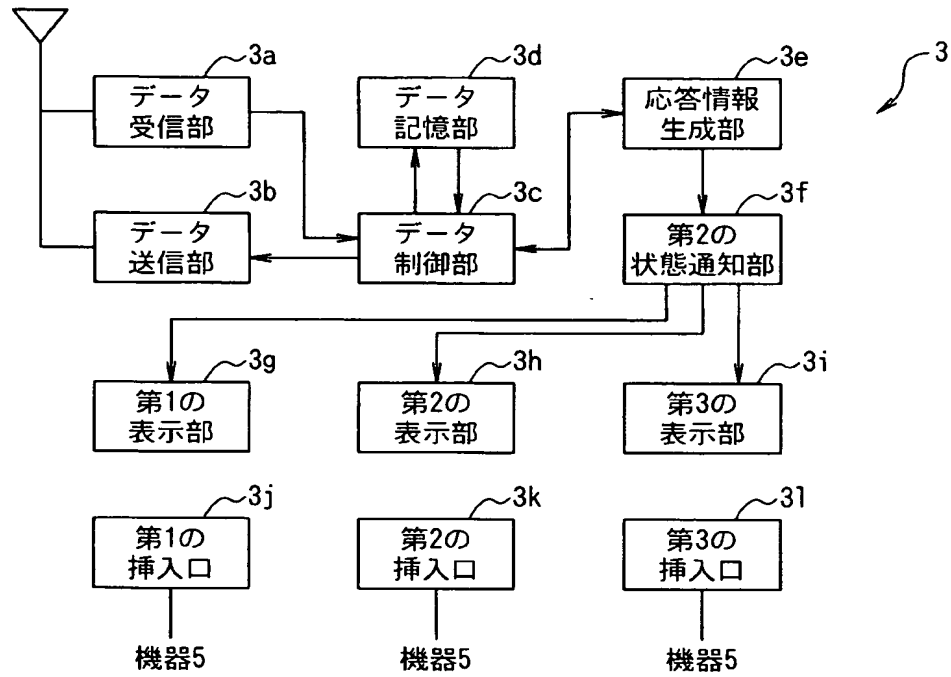 3
3a
データ
受信部
3d
データ
記憶部
3e
応答情報
生成部
3b
データ
送信部
3c
データ
制御部
3f
第2の
状態通知部
3g
第1の
表示部
3h
第2の
表示部
3i
第3の
表示部
3j
第1の
挿入口
3k
第2の
挿入口
3l
第3の
挿入口
機器5
機器5
機器5